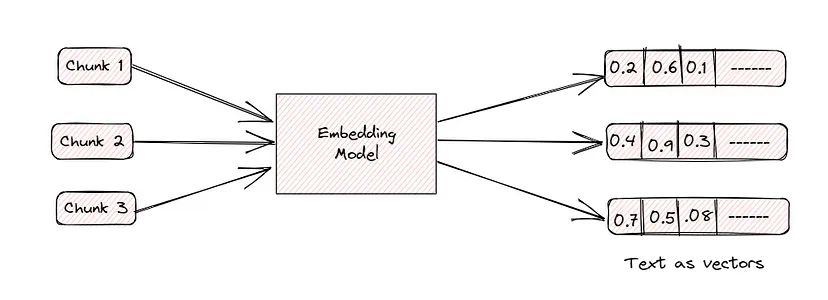 Chunk 1
0.2 0.6 0.1 ------
Embedding
Model
Chunk 2
0.4 0.9 0.3 ------
Chunk 3
0.7 0.5 .08 ------
Text as vectors